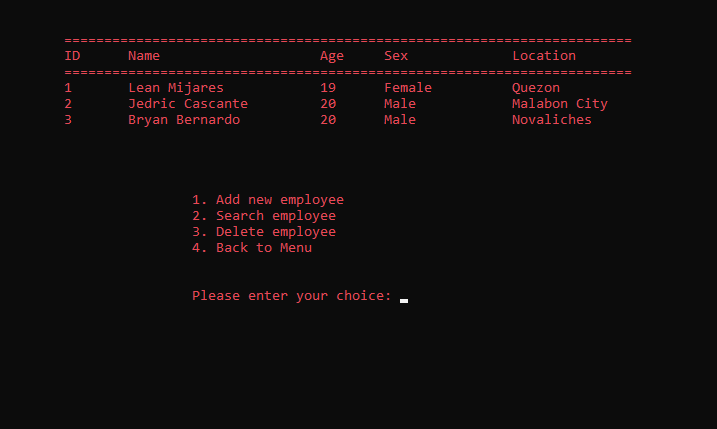 =======================================================================
ID      Name                    Age     Sex             Location
=======================================================================
1       Lean Mijares            19      Female          Quezon
2       Jedric Cascante         20      Male            Malabon City
3       Bryan Bernardo          20      Male            Novaliches
1. Add new employee
2. Search employee
3. Delete employee
4. Back to Menu
Please enter your choice: